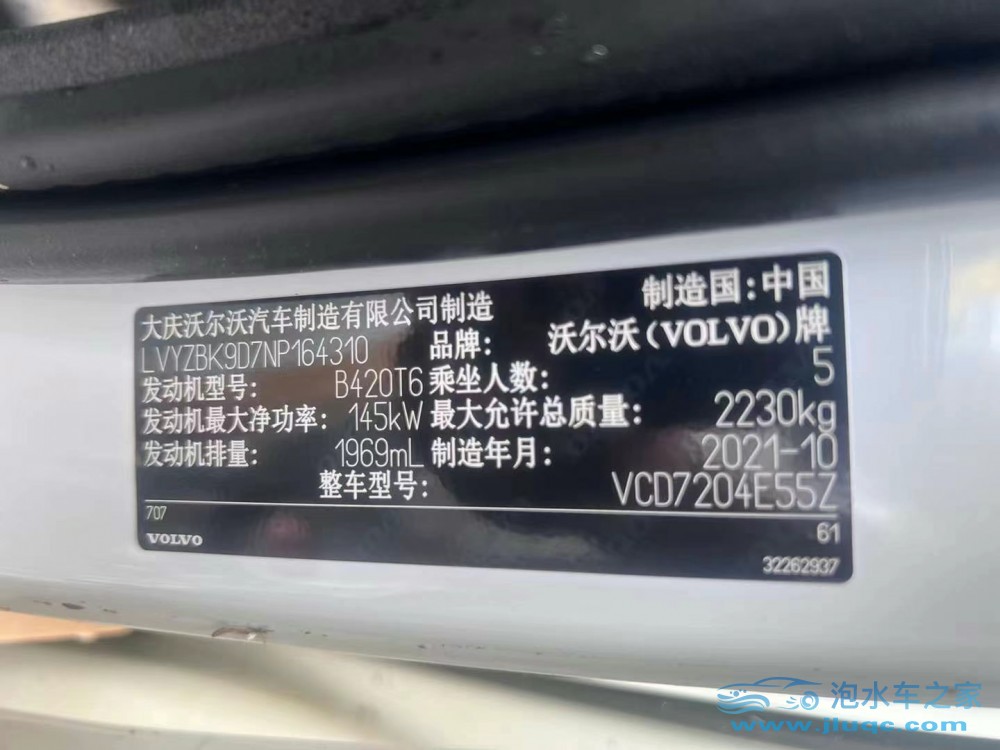 大庆沃尔沃汽车制造有限公司制造 制造国:中国
LVYZBK9D7NP164310 品牌: 沃尔沃(VOLVO)牌
发动机型号: B420T6 乘坐人数: 5
发动机最大净功率: 145kW 最大允许总质量: 2230kg
发动机排量: 1969mL 制造年月: 2021-10
整车型号: VCD7204E55Z
707 61
VOLVO 32262937
泡水车之家
www.jluqc.com